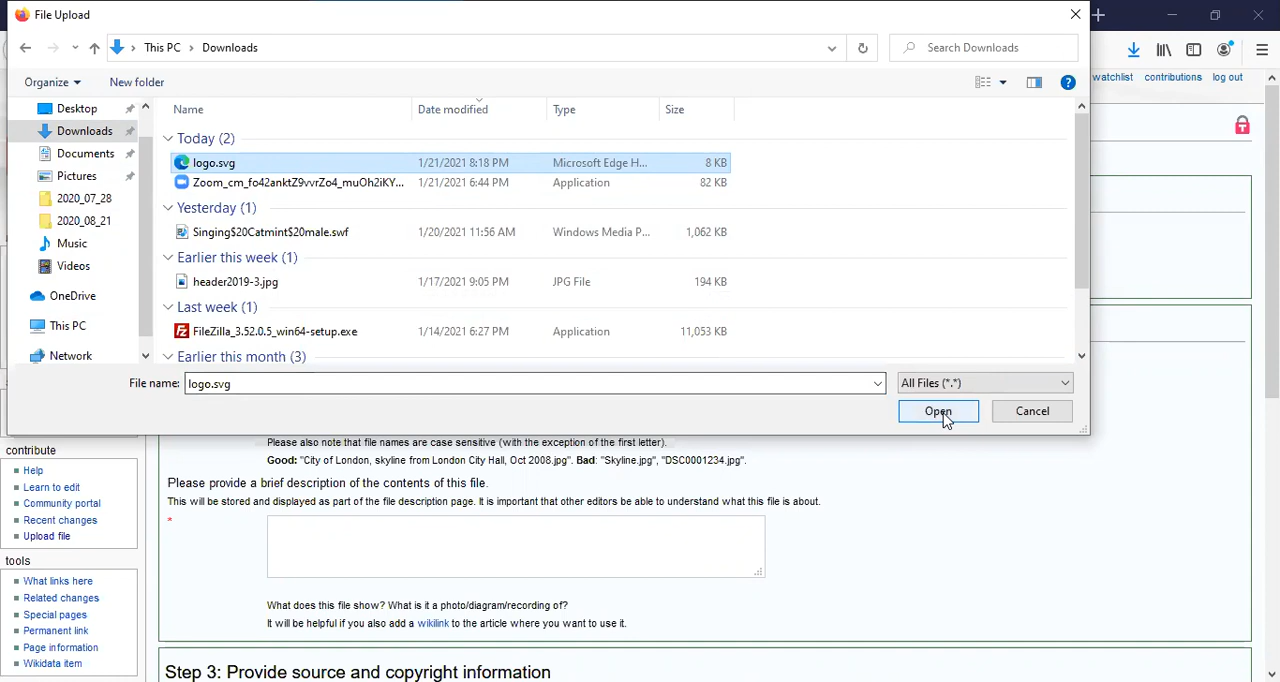 File Upload
This PC Downloads
Search Downloads
Organize
New folder
watchlist contributions log out
Name Date modified Type Size
Desktop
Downloads
Documents
Pictures
2020_07_28
2020_08_21
Music
Videos
OneDrive
This PC
Network
Today (2)
logo.svg 1/21/2021 8:18 PM Microsoft Edge H... 8 KB
Zoom_cm_fo42anktZ9vvrZo4_muOh2iKY... 1/21/2021 6:44 PM Application 82 KB
Yesterday (1)
Singing$20Catmint$20male.swf 1/20/2021 11:56 AM Windows Media P... 1,062 KB
Earlier this week (1)
header2019-3.jpg 1/17/2021 9:05 PM JPG File 194 KB
Last week (1)
FileZilla_3.52.0.5_win64-setup.exe 1/14/2021 6:27 PM Application 11,053 KB
Earlier this month (3)
File name: logo.svg All Files (*.*)
Open Cancel
contribute
Help
Learn to edit
Community portal
Recent changes
Upload file
tools
What links here
Related changes
Special pages
Permanent link
Page information
Wikidata item
Please also note that file names are case sensitive (with the exception of the first letter).
Good: "City of London, skyline from London City Hall, Oct 2008.jpg". Bad: "Skyline.jpg", "DSC0001234.jpg".
Please provide a brief description of the contents of this file.
This will be stored and displayed as part of the file description page. It is important that other editors be able to understand what this file is about.
*
What does this file show? What is it a photo/diagram/recording of?
It will be helpful if you also add a wikilink to the article where you want to use it.
Step 3: Provide source and copyright information